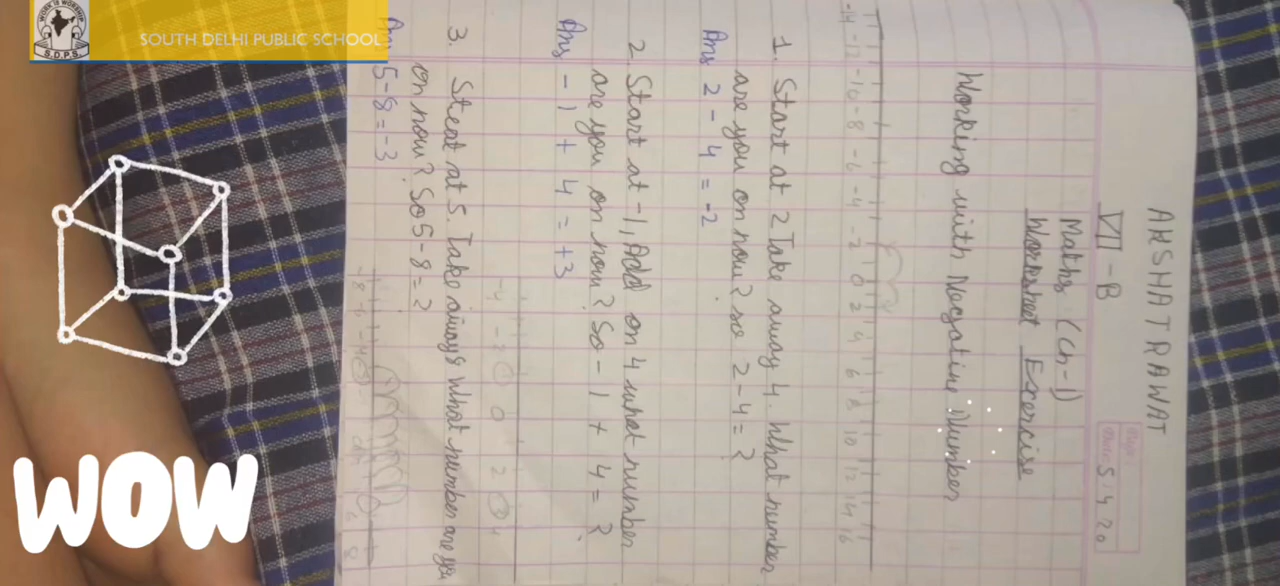 WORK IS WORSHIP
S.D.P.S.
SOUTH DELHI PUBLIC SCHOOL
AKSHAT RAWAT
VII - B
Date: 5.4.20
Maths (Ch-1)
Worksheet Excercise
Working with Negative Number
-14 -12 -10 -8 -6 -4 -2 0 2 4 6 8 10 12 14 16
1. Start at 2 Take away 4. What number
are you on now? so 2-4=?
Ans 2 - 4 = -2
2. Start at -1, Add on 4 what number
are you on now? So - 1 + 4 = ?
Ans - 1 + 4 = +3
3. Steat at 5. Take away 8 What number are you
on now? So 5-8=?
Ans 5-8=-3
WOW